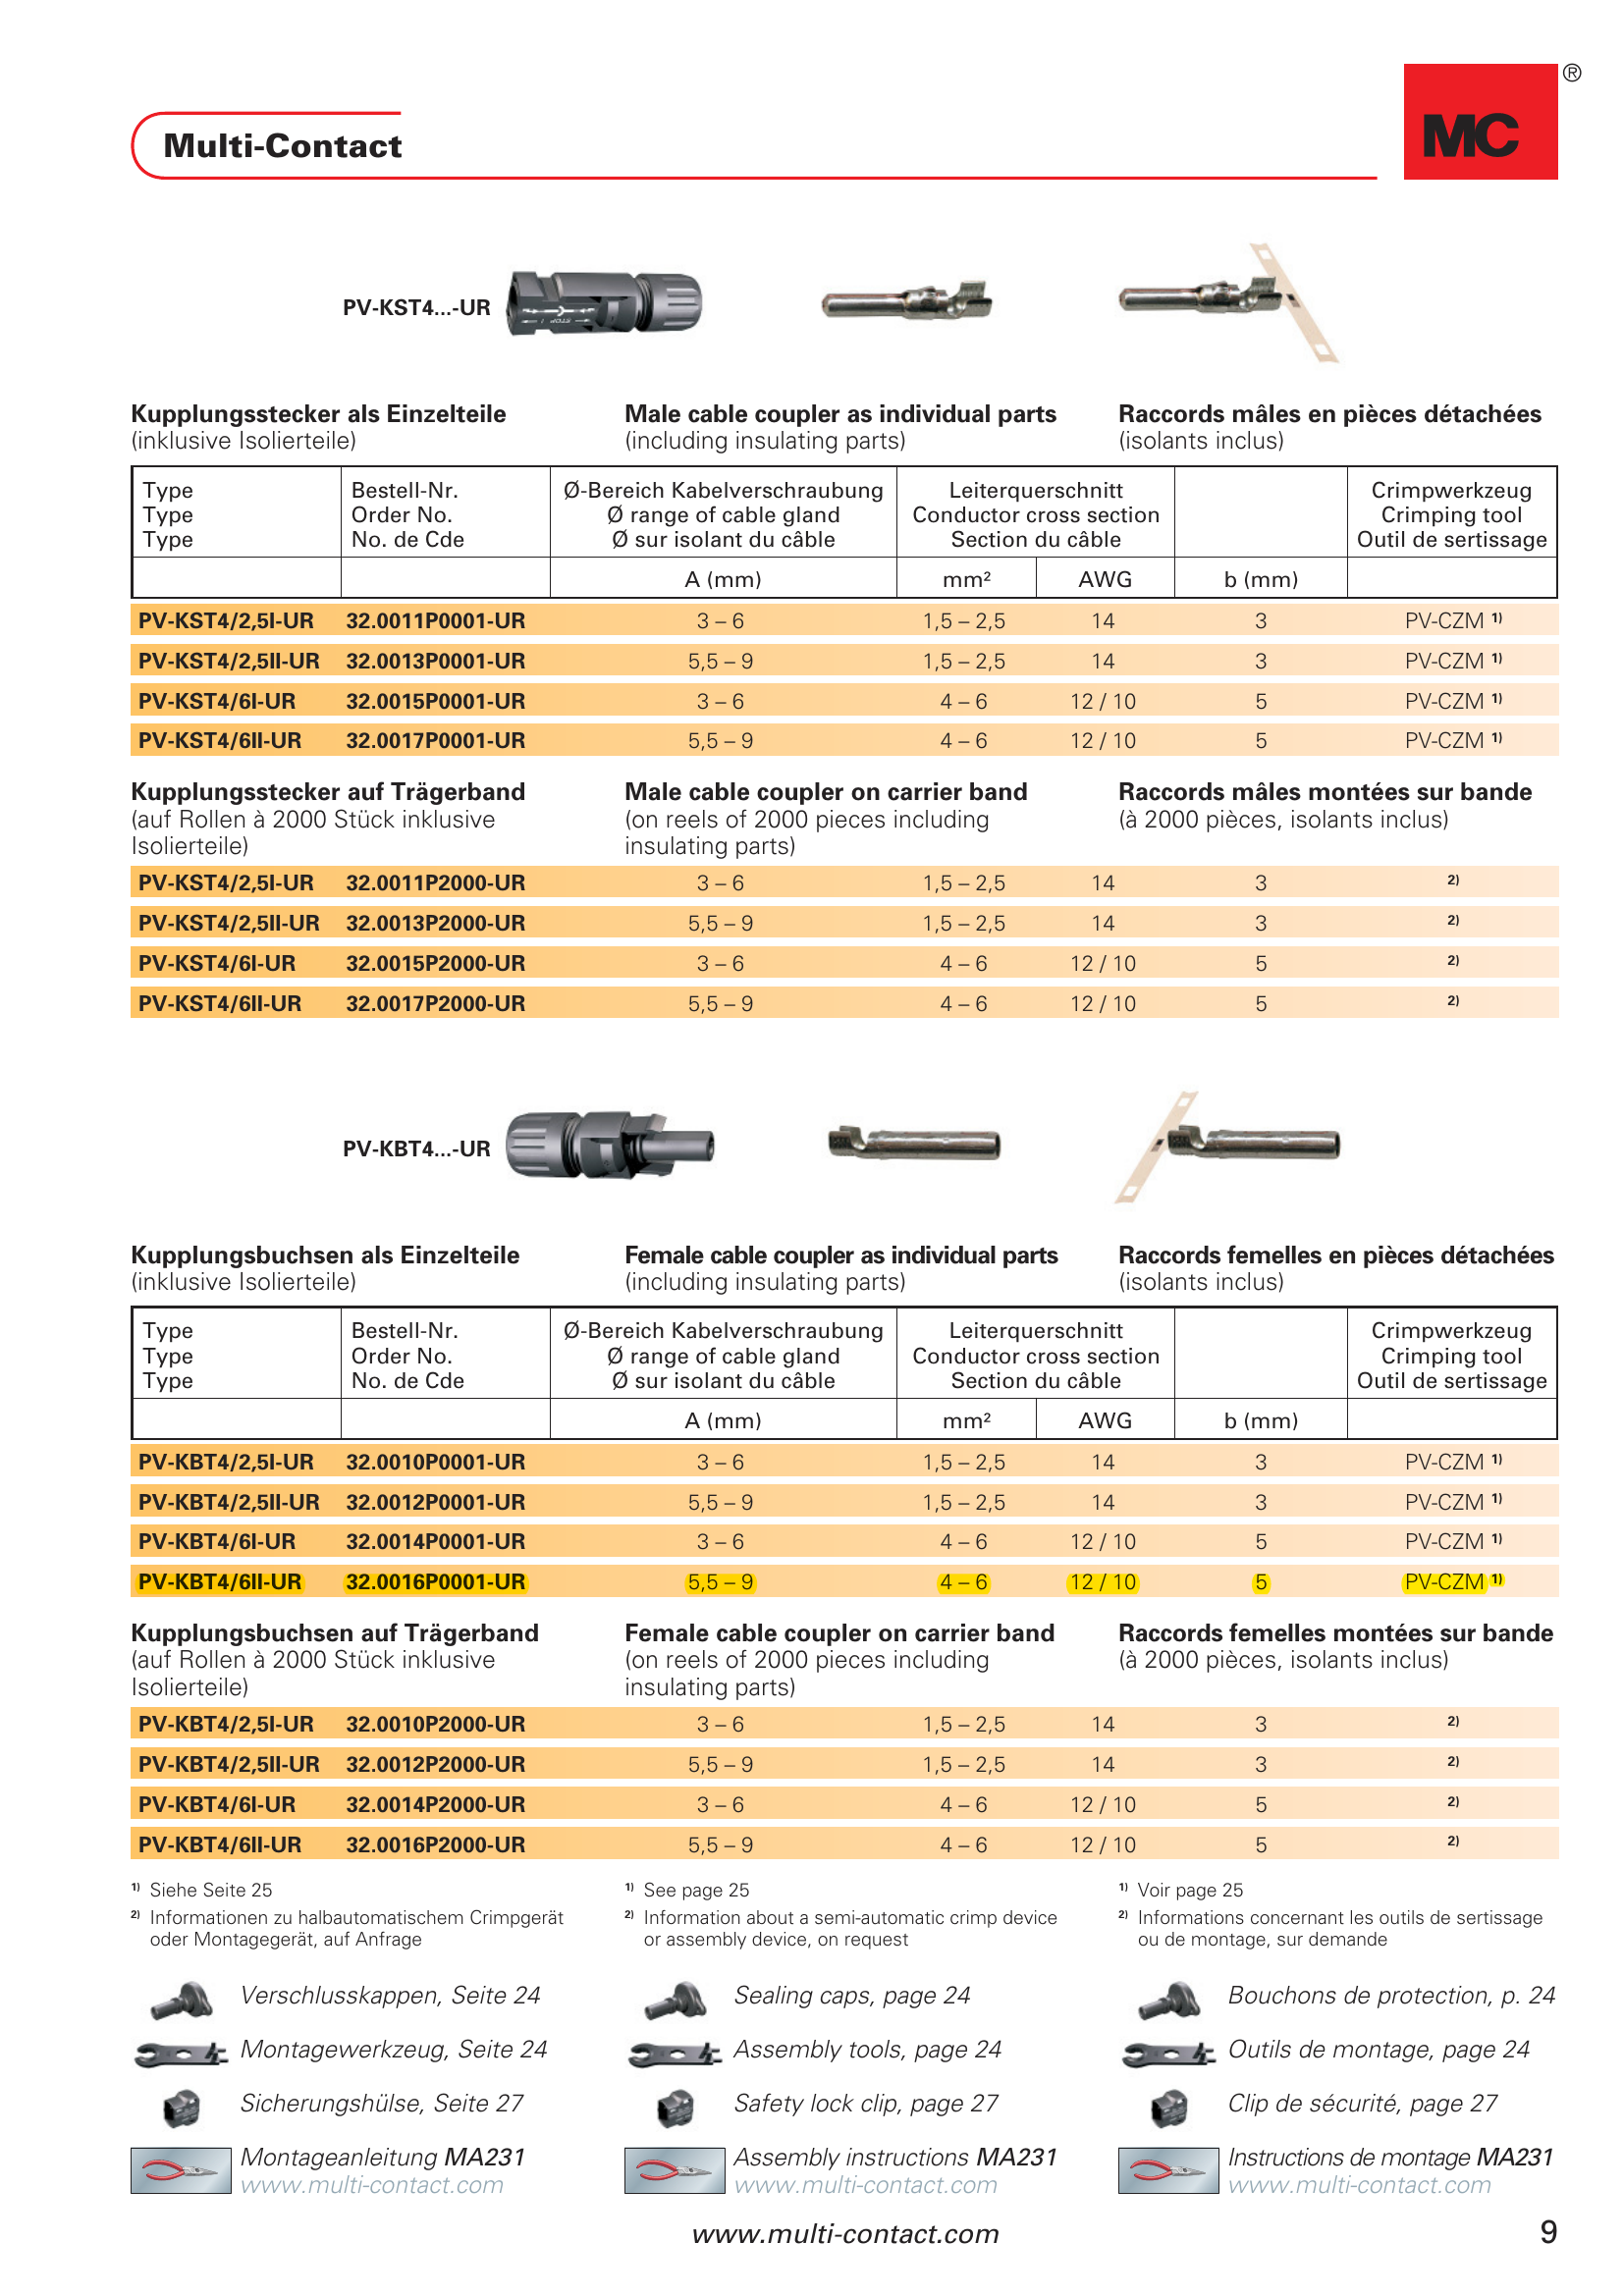 Multi-Contact
MC ®
PV-KST4...-UR
Kupplungsstecker als Einzelteile
(inklusive Isolierteile)
Male cable coupler as individual parts
(including insulating parts)
Raccords mâles en pièces détachées
(isolants inclus)
Type Bestell-Nr. Ø-Bereich Kabelverschraubung Leiterquerschnitt Crimpwerkzeug
Type Order No. Ø range of cable gland Conductor cross section Crimping tool
Type No. de Cde Ø sur isolant du câble Section du câble Outil de sertissage
A (mm) mm² AWG b (mm)
PV-KST4/2,5I-UR 32.0011P0001-UR 3 – 6 1,5 – 2,5 14 3 PV-CZM 1)
PV-KST4/2,5II-UR 32.0013P0001-UR 5,5 – 9 1,5 – 2,5 14 3 PV-CZM 1)
PV-KST4/6I-UR 32.0015P0001-UR 3 – 6 4 – 6 12 / 10 5 PV-CZM 1)
PV-KST4/6II-UR 32.0017P0001-UR 5,5 – 9 4 – 6 12 / 10 5 PV-CZM 1)
Kupplungsstecker auf Trägerband
(auf Rollen à 2000 Stück inklusive
Isolierteile)
Male cable coupler on carrier band
(on reels of 2000 pieces including
insulating parts)
Raccords mâles montées sur bande
(à 2000 pièces, isolants inclus)
PV-KST4/2,5I-UR 32.0011P2000-UR 3 – 6 1,5 – 2,5 14 3 2)
PV-KST4/2,5II-UR 32.0013P2000-UR 5,5 – 9 1,5 – 2,5 14 3 2)
PV-KST4/6I-UR 32.0015P2000-UR 3 – 6 4 – 6 12 / 10 5 2)
PV-KST4/6II-UR 32.0017P2000-UR 5,5 – 9 4 – 6 12 / 10 5 2)
PV-KBT4...-UR
Kupplungsbuchsen als Einzelteile
(inklusive Isolierteile)
Female cable coupler as individual parts
(including insulating parts)
Raccords femelles en pièces détachées
(isolants inclus)
Type Bestell-Nr. Ø-Bereich Kabelverschraubung Leiterquerschnitt Crimpwerkzeug
Type Order No. Ø range of cable gland Conductor cross section Crimping tool
Type No. de Cde Ø sur isolant du câble Section du câble Outil de sertissage
A (mm) mm² AWG b (mm)
PV-KBT4/2,5I-UR 32.0010P0001-UR 3 – 6 1,5 – 2,5 14 3 PV-CZM 1)
PV-KBT4/2,5II-UR 32.0012P0001-UR 5,5 – 9 1,5 – 2,5 14 3 PV-CZM 1)
PV-KBT4/6I-UR 32.0014P0001-UR 3 – 6 4 – 6 12 / 10 5 PV-CZM 1)
PV-KBT4/6II-UR 32.0016P0001-UR 5,5 – 9 4 – 6 12 / 10 5 PV-CZM 1)
Kupplungsbuchsen auf Trägerband
(auf Rollen à 2000 Stück inklusive
Isolierteile)
Female cable coupler on carrier band
(on reels of 2000 pieces including
insulating parts)
Raccords femelles montées sur bande
(à 2000 pièces, isolants inclus)
PV-KBT4/2,5I-UR 32.0010P2000-UR 3 – 6 1,5 – 2,5 14 3 2)
PV-KBT4/2,5II-UR 32.0012P2000-UR 5,5 – 9 1,5 – 2,5 14 3 2)
PV-KBT4/6I-UR 32.0014P2000-UR 3 – 6 4 – 6 12 / 10 5 2)
PV-KBT4/6II-UR 32.0016P2000-UR 5,5 – 9 4 – 6 12 / 10 5 2)
1) Siehe Seite 25
2) Informationen zu halbautomatischem Crimpgerät
oder Montagegerät, auf Anfrage
1) See page 25
2) Information about a semi-automatic crimp device
or assembly device, on request
1) Voir page 25
2) Informations concernant les outils de sertissage
ou de montage, sur demande
Verschlusskappen, Seite 24
Montagewerkzeug, Seite 24
Sicherungshülse, Seite 27
Montageanleitung MA231
www.multi-contact.com
Sealing caps, page 24
Assembly tools, page 24
Safety lock clip, page 27
Assembly instructions MA231
www.multi-contact.com
Bouchons de protection, p. 24
Outils de montage, page 24
Clip de sécurité, page 27
Instructions de montage MA231
www.multi-contact.com
www.multi-contact.com 9